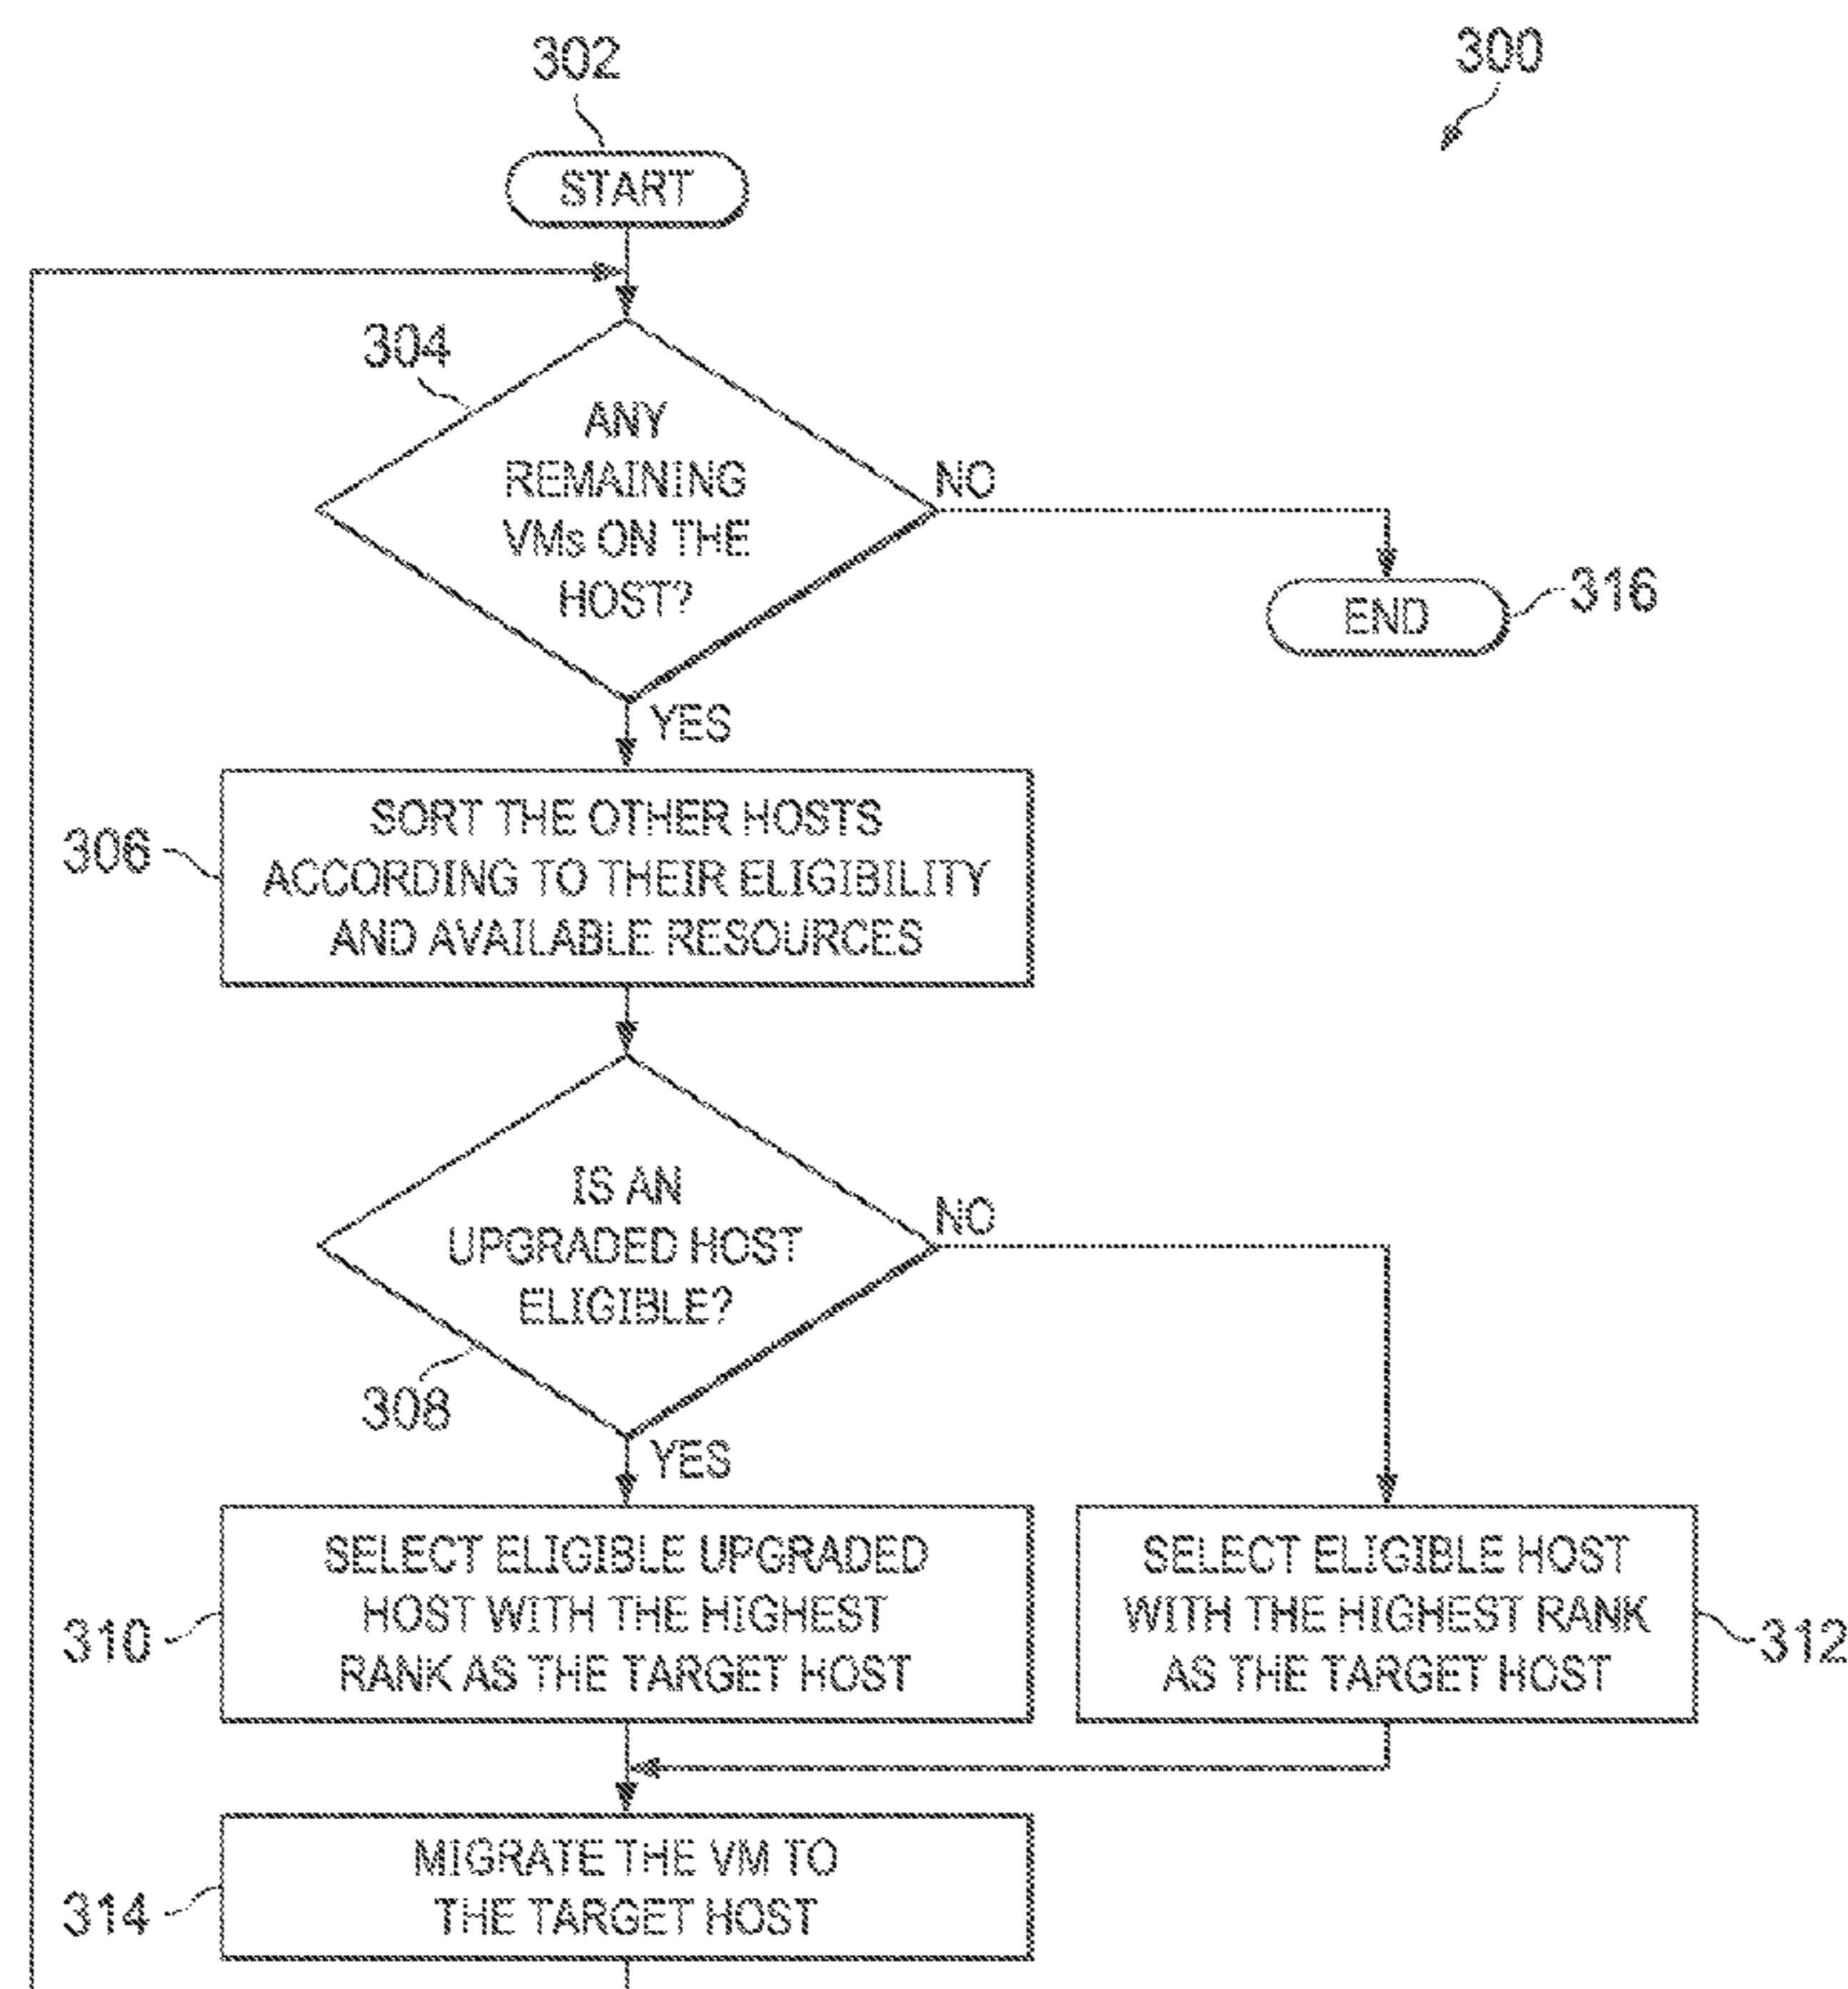 302
300
START
304
ANY
REMAINING
VMs ON THE
HOST?
NO
END
316
YES
306
SORT THE OTHER HOSTS
ACCORDING TO THEIR ELIGIBILITY
AND AVAILABLE RESOURCES
IS AN
UPGRADED HOST
ELIGIBLE?
NO
308
YES
310
SELECT ELIGIBLE UPGRADED
HOST WITH THE HIGHEST
RANK AS THE TARGET HOST
SELECT ELIGIBLE HOST
WITH THE HIGHEST RANK
AS THE TARGET HOST
312
314
MIGRATE THE VM TO
THE TARGET HOST